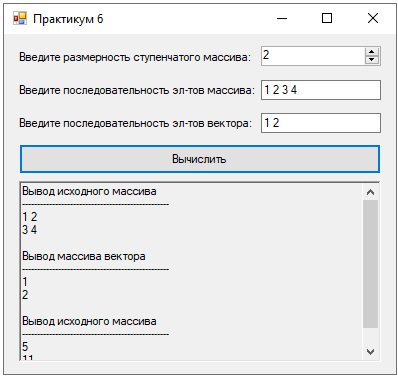 Практикум 6
Введите размерность ступенчатого массива: 2
Введите последовательность эл-тов массива: 1 2 3 4
Введите последовательность эл-тов вектора: 1 2
Вычислить
Вывод исходного массива
-------------------------------------------------
1 2
3 4
Вывод массива вектора
-------------------------------------------------
1
2
Вывод исходного массива
-------------------------------------------------
5
11